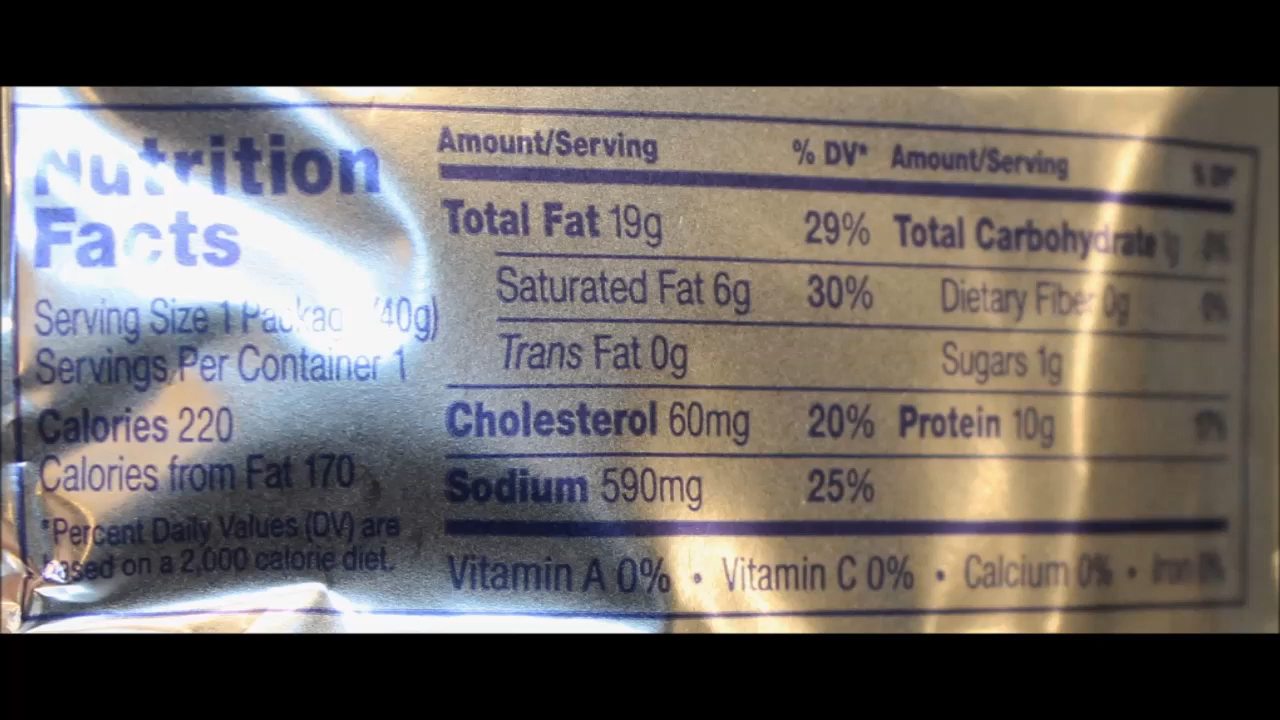 Nutrition
Facts
Serving Size 1 Package (40g)
Servings Per Container 1
Calories 220
Calories from Fat 170
*Percent Daily Values (DV) are
based on a 2,000 calorie diet.
Amount/Serving % DV* Amount/Serving % DV*
Total Fat 19g 29% Total Carbohydrate 0%
Saturated Fat 6g 30% Dietary Fiber 0g 0%
Trans Fat 0g Sugars 1g
Cholesterol 60mg 20% Protein 10g
Sodium 590mg 25%
Vitamin A 0% • Vitamin C 0% • Calcium 0% • Iron